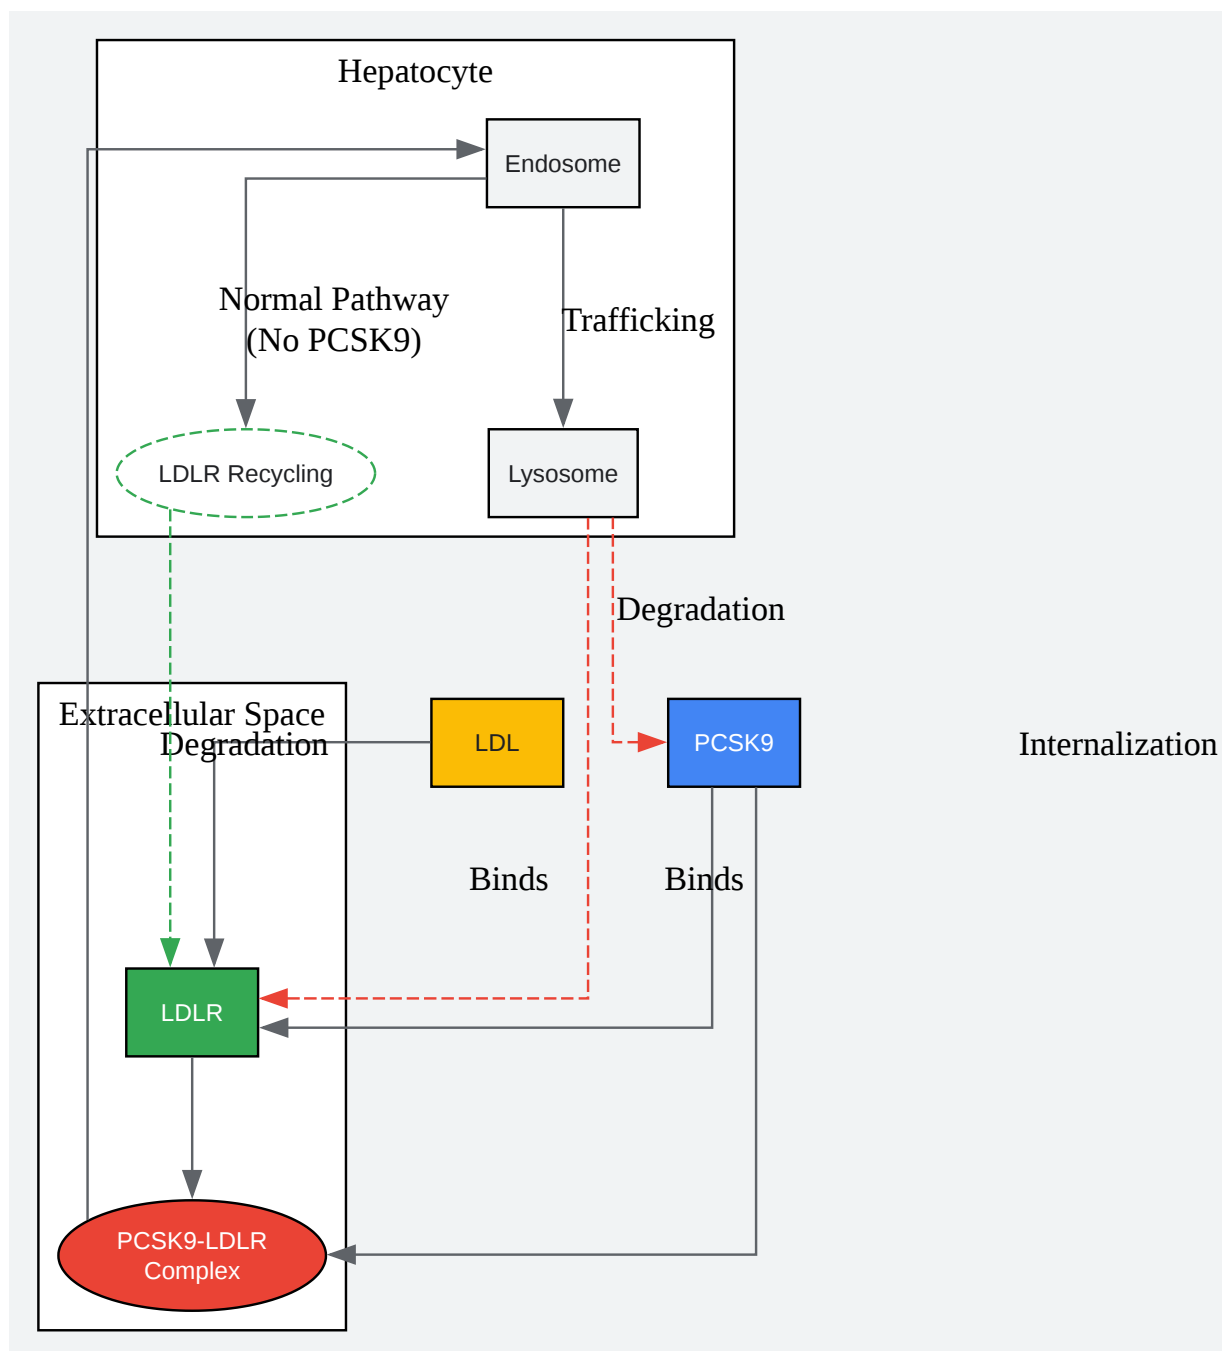 Hepatocyte
Endosome
Normal Pathway
(No PCSK9)
Trafficking
LDLR Recycling
Lysosome
Degradation
Extracellular Space
Degradation
LDL
PCSK9
Internalization
Binds
Binds
LDLR
PCSK9-LDLR
Complex